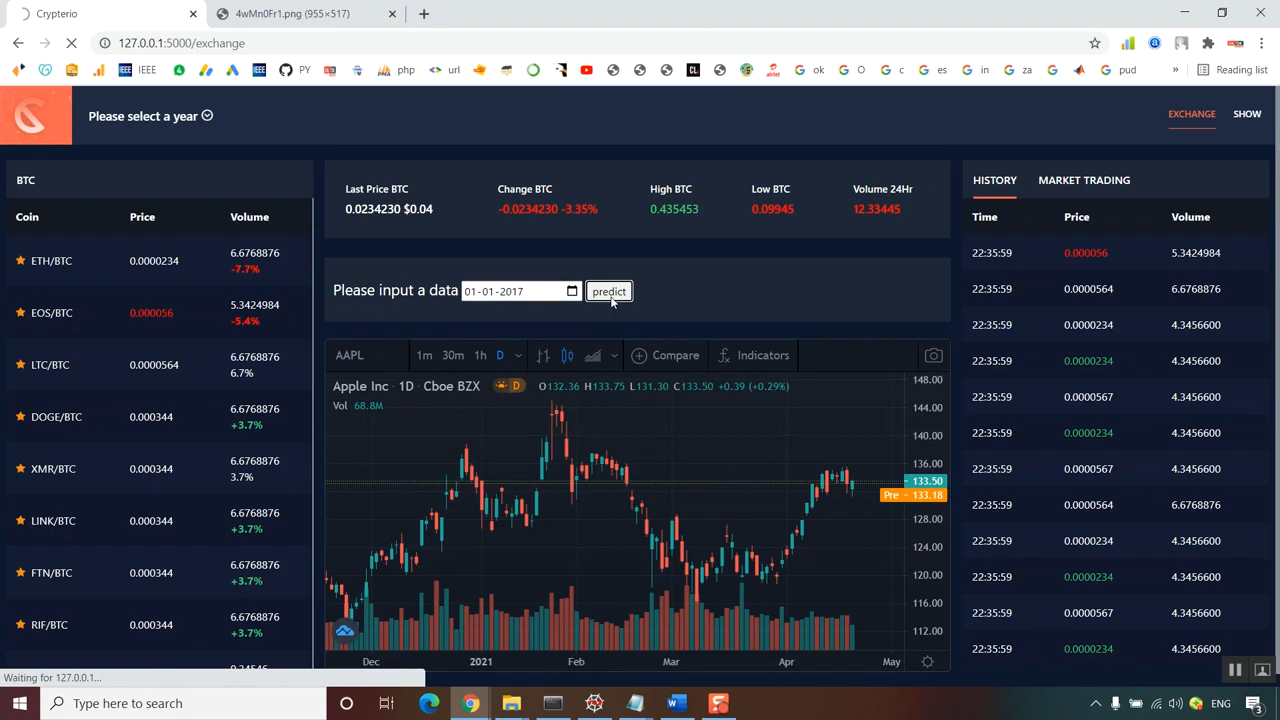 Crypterio
4wMn0Fr1.png (955×517)
127.0.0.1:5000/exchange
IEEE
PY
php
url
ok
O
c
es
in
za
pud
»
Reading list
Please select a year
EXCHANGE
SHOW
BTC
Coin Price Volume
ETH/BTC 0.0000234 6.6768876 -7.7%
EOS/BTC 0.000056 5.3424984 -5.4%
LTC/BTC 0.0000564 6.6768876 6.7%
DOGE/BTC 0.000344 6.6768876 +3.7%
XMR/BTC 0.000344 6.6768876 3.7%
LINK/BTC 0.000344 6.6768876 +3.7%
FTN/BTC 0.000344 6.6768876 +3.7%
RIF/BTC 0.000344 6.6768876 +3.7%
Last Price BTC Change BTC High BTC Low BTC Volume 24Hr
0.0234230 $0.04 -0.0234230 -3.35% 0.435453 0.09945 12.33445
Please input a data 01-01-2017 predict
AAPL 1m 30m 1h D Compare Indicators
Apple Inc · 1D · Cboe BZX D O132.36 H133.75 L131.30 C133.50 +0.39 (+0.29%)
Vol 68.8M
148.00
144.00
140.00
136.00
133.50
Pre − 133.18
128.00
124.00
120.00
116.00
112.00
Dec 2021 Feb Mar Apr May
HISTORY MARKET TRADING
Time Price Volume
22:35:59 0.000056 5.3424984
22:35:59 0.0000564 6.6768876
22:35:59 0.0000234 4.3456600
22:35:59 0.0000234 4.3456600
22:35:59 0.0000567 4.3456600
22:35:59 0.0000234 4.3456600
22:35:59 0.0000567 4.3456600
22:35:59 0.0000564 6.6768876
22:35:59 0.0000234 4.3456600
22:35:59 0.0000234 4.3456600
22:35:59 0.0000567 4.3456600
22:35:59 0.0000234 4.3456600
Waiting for 127.0.0.1...
Type here to search
ENG
3